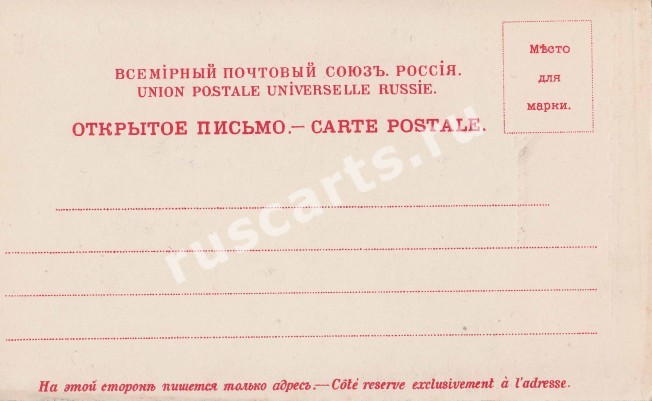 ВСЕМІРНЫЙ ПОЧТОВЫЙ СОЮЗЪ. РОССІЯ.
UNION POSTALE UNIVERSELLE RUSSIE.
ОТКРЫТОЕ ПИСЬМО.— CARTE POSTALE.
Мѣсто
для
марки.
ruscarts.ru
На этой сторонѣ пишется только адресъ.—Côté reserve exclusivement à l'adresse.